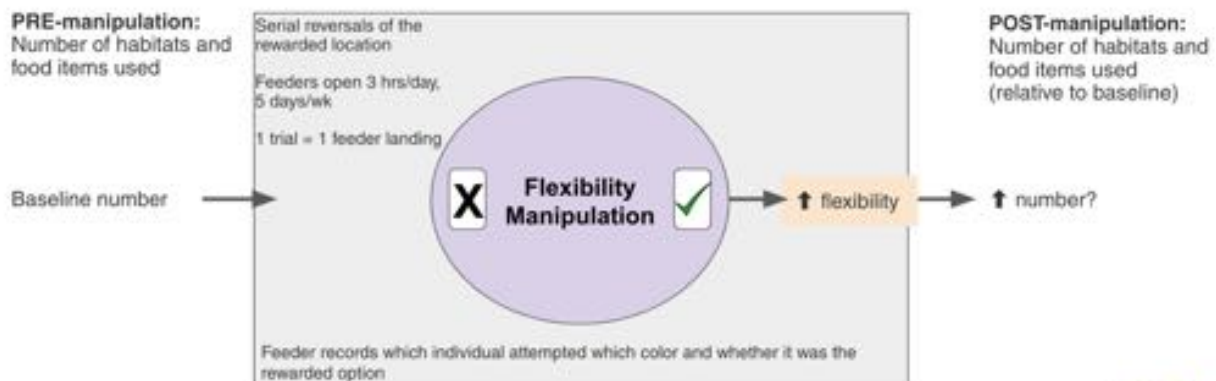 PRE-manipulation:
Number of habitats and
food items used
Serial reversals of the
rewarded location
Feeders open 3 hrs/day,
5 days/wk
1 trial = 1 feeder landing
POST-manipulation:
Number of habitats and
food items used
(relative to baseline)
Baseline number
X
Flexibility
Manipulation
⬆ flexibility
⬆ number?
Feeder records which individual attempted which color and whether it was the
rewarded option